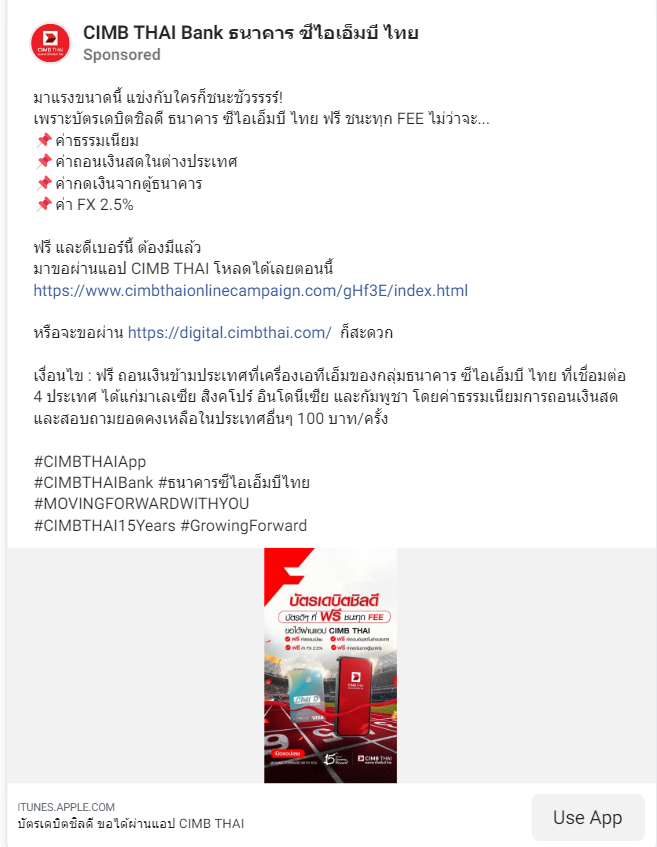 CIMB THAI Bank ธนาคาร ซีไอเอ็มบี ไทย
Sponsored
มาแรงขนาดนี้ แข่งกับใครก็ชนะชัวรรรร์!
เพราะบัตรเดบิตชิลดี ธนาคาร ซีไอเอ็มบี ไทย ฟรี ชนะทุก FEE ไม่ว่าจะ...
📌ค่าธรรมเนียม
📌ค่าถอนเงินสดในต่างประเทศ
📌ค่ากดเงินจากตู้ธนาคาร
📌ค่า FX 2.5%
ฟรี และดีเบอร์นี้ ต้องมีแล้ว
มาขอผ่านแอป CIMB THAI โหลดได้เลยตอนนี้
https://www.cimbthaionlinecampaign.com/gHf3E/index.html
หรือจะขอผ่าน https://digital.cimbthai.com/ ก็สะดวก
เงื่อนไข : ฟรี ถอนเงินข้ามประเทศที่เครื่องเอทีเอ็มของกลุ่มธนาคาร ซีไอเอ็มบี ไทย ที่เชื่อมต่อ
4 ประเทศ ได้แก่มาเลเซีย สิงคโปร์ อินโดนีเซีย และกัมพูชา โดยค่าธรรมเนียมการถอนเงินสด
และสอบถามยอดคงเหลือในประเทศอื่นๆ 100 บาท/ครั้ง
#CIMBTHAIApp
#CIMBTHAIBank #ธนาคารซีไอเอ็มบีไทย
#MOVINGFORWARDWITHYOU
#CIMBTHAI15Years #GrowingForward
บัตรเดบิตชิลดี
บัตรดีๆ ที่ ฟรี ชนะทุก FEE
ขอได้ผ่านแอป CIMB THAI
ฟรี ค่าธรรมเนียม
ฟรี ค่า FX 2.5%
CIMB THAI
Chill D
VISA
15
CIMB THAI
ITUNES.APPLE.COM
บัตรเดบิตชิลดี ขอได้ผ่านแอป CIMB THAI
Use App